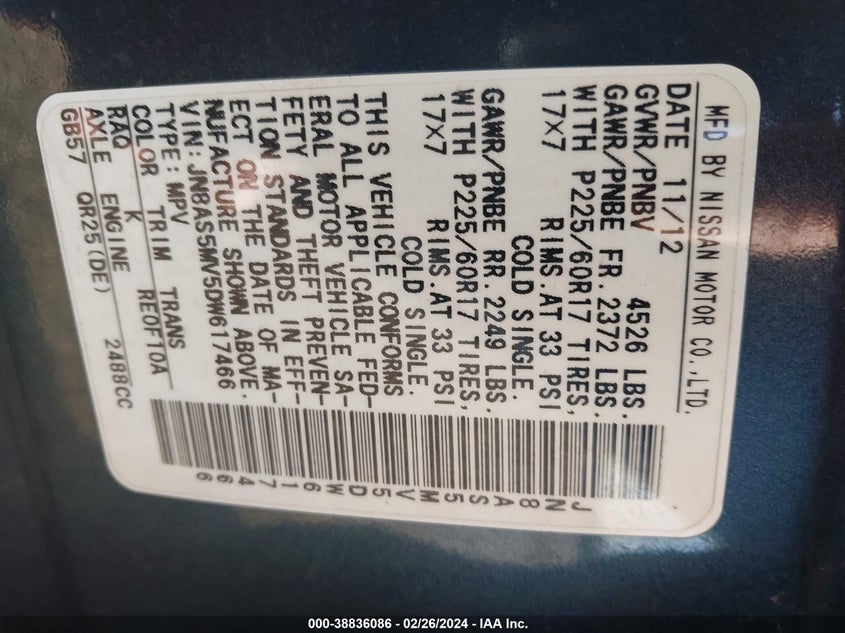 MFD BY NISSAN MOTOR CO.,LTD.
DATE 11/12
GVWR/PNBV 4526 LBS.
GAWR/PNBE FR. 2372 LBS.
WITH P225/60R17 TIRES,
17X7 RIMS.AT 33 PSI
COLD SINGLE.
GAWR/PNBE RR. 2249 LBS.
WITH P225/60R17 TIRES,
17X7 RIMS.AT 33 PSI
COLD SINGLE.
THIS VEHICLE CONFORMS
TO ALL APPLICABLE FED-
ERAL MOTOR VEHICLE SA-
FETY AND THEFT PREVEN-
TION STANDARDS IN EFF-
ECT ON THE DATE OF MA-
NUFACTURE SHOWN ABOVE.
VIN: JN8AS5MV5DW617466
TYPE: MPV
COLOR TRIM TRANS
RAQ K RE0F10A
AXLE ENGINE
GB57 QR25(DE) 2488CC
JN8AS5MV5DW617466
000-38836086 - 02/26/2024 - IAA Inc.